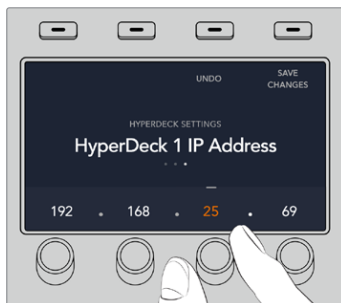 UNDO
SAVE
CHANGES
HYPERDECK SETTINGS
HyperDeck 1 IP Address
192 . 168 . 25 . 69